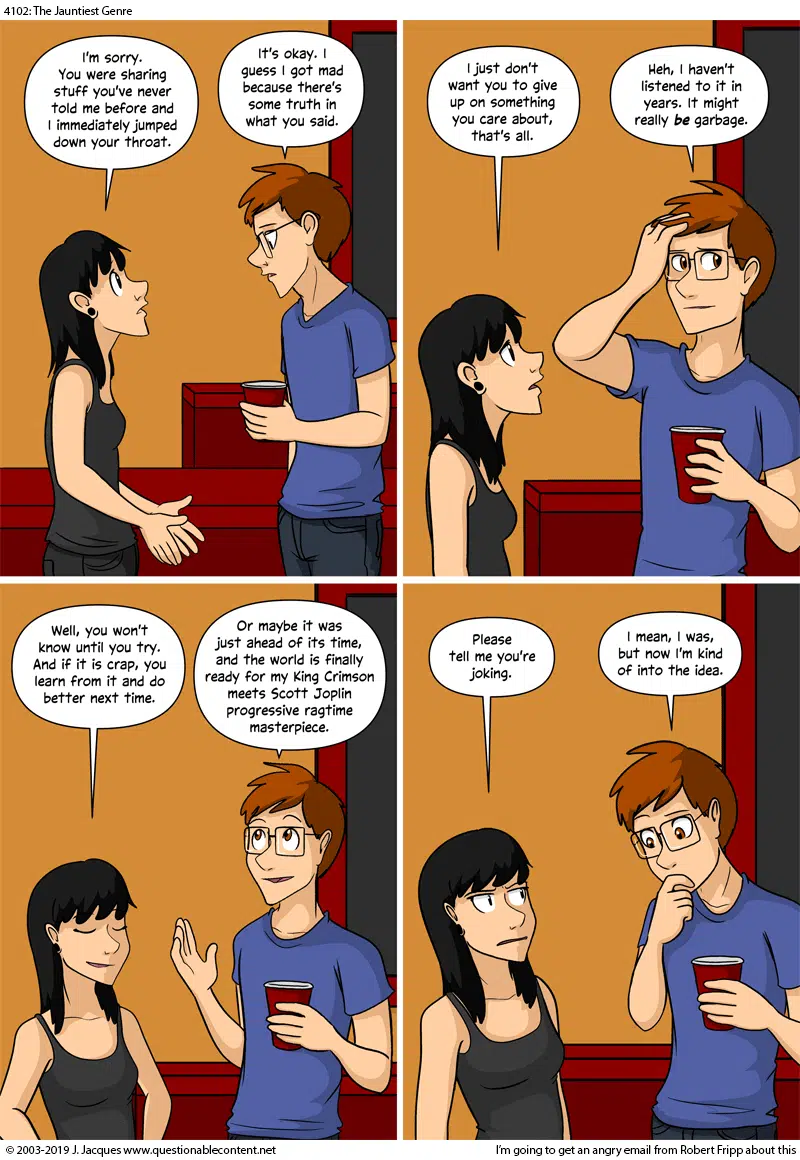 4102: The Jauntiest Genre
I'm sorry.
You were sharing
stuff you've never
told me before and
I immediately jumped
down your throat.
It's okay. I
guess I got mad
because there's
some truth in
what you said.
I just don't
want you to give
up on something
you care about,
that's all.
Heh, I haven't
listened to it in
years. It might
really be garbage.
Well, you won't
know until you try.
And if it is crap, you
learn from it and do
better next time.
Or maybe it was
just ahead of its time,
and the world is finally
ready for my King Crimson
meets Scott Joplin
progressive ragtime
masterpiece.
Please
tell me you're
joking.
I mean, I was,
but now I'm kind
of into the idea.
© 2003-2019 J. Jacques www.questionablecontent.net
I'm going to get an angry email from Robert Fripp about this